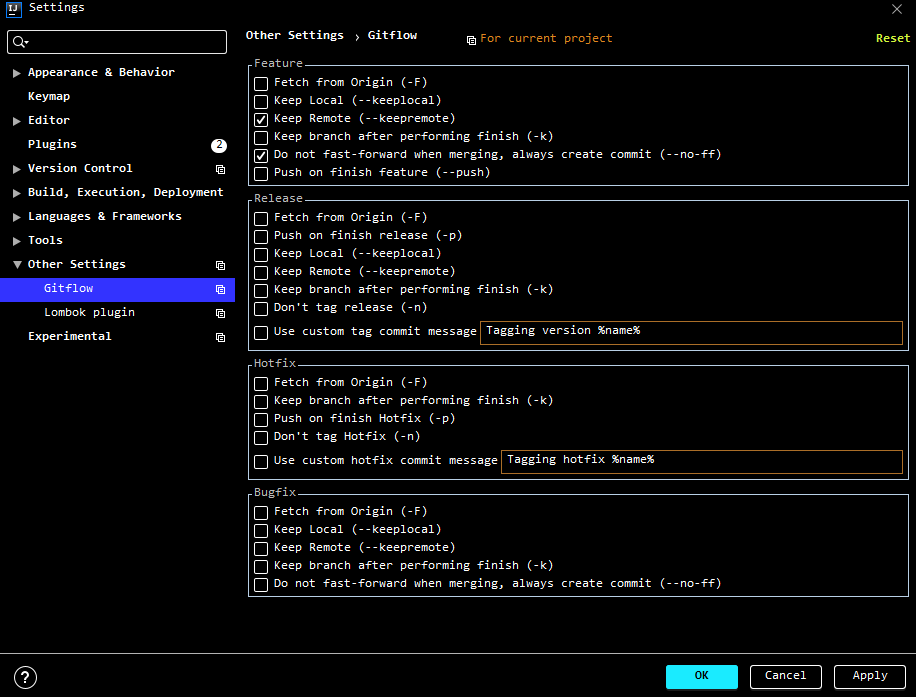 IJ Settings
Other Settings › Gitflow
For current project
Reset
Appearance & Behavior
Keymap
Editor
Plugins
2
Version Control
Build, Execution, Deployment
Languages & Frameworks
Tools
Other Settings
Gitflow
Lombok plugin
Experimental
Feature
Fetch from Origin (-F)
Keep Local (--keeplocal)
Keep Remote (--keepremote)
Keep branch after performing finish (-k)
Do not fast-forward when merging, always create commit (--no-ff)
Push on finish feature (--push)
Release
Fetch from Origin (-F)
Push on finish release (-p)
Keep Local (--keeplocal)
Keep Remote (--keepremote)
Keep branch after performing finish (-k)
Don't tag release (-n)
Use custom tag commit message Tagging version %name%
Hotfix
Fetch from Origin (-F)
Keep branch after performing finish (-k)
Push on finish Hotfix (-p)
Don't tag Hotfix (-n)
Use custom hotfix commit message Tagging hotfix %name%
Bugfix
Fetch from Origin (-F)
Keep Local (--keeplocal)
Keep Remote (--keepremote)
Keep branch after performing finish (-k)
Do not fast-forward when merging, always create commit (--no-ff)
?
OK
Cancel
Apply